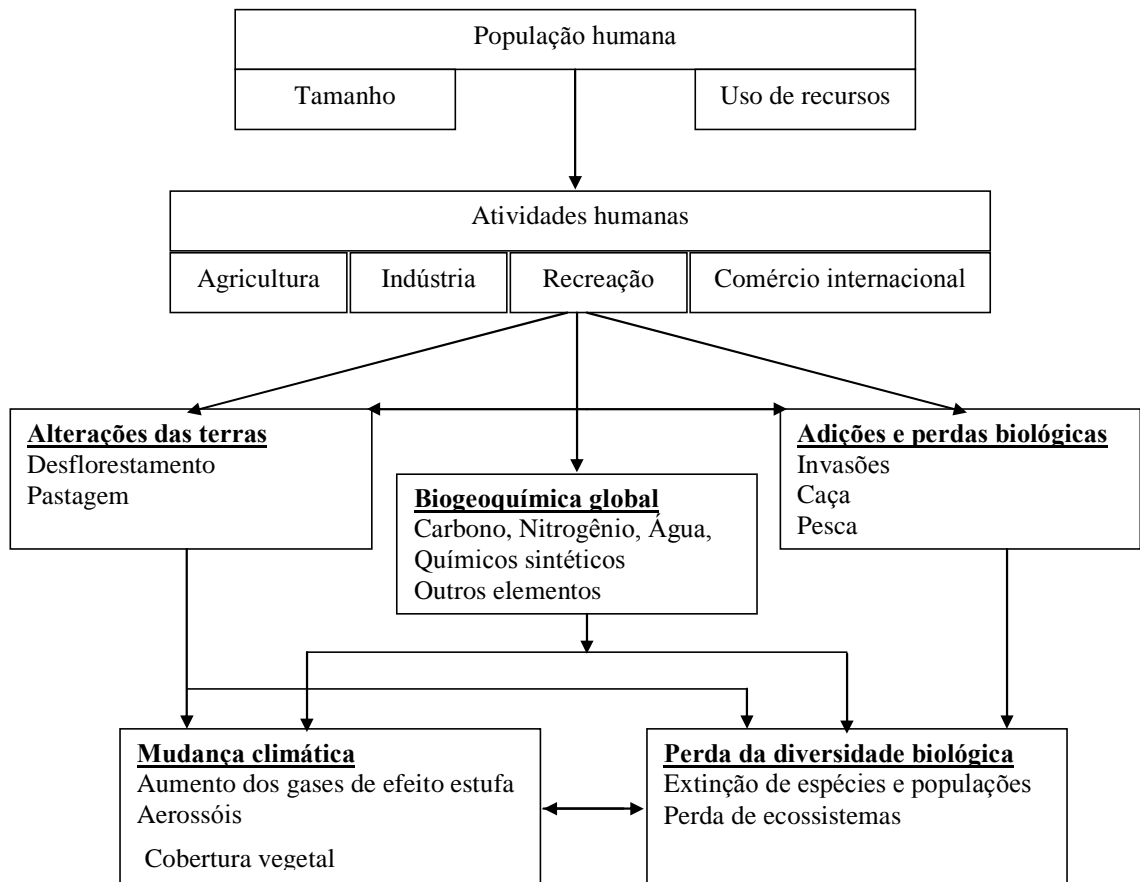 População humana
Tamanho
Uso de recursos
Atividades humanas
Agricultura
Indústria
Recreação
Comércio internacional
Alterações das terras
Desflorestamento
Pastagem
Biogeoquímica global
Carbono, Nitrogênio, Água,
Químicos sintéticos
Outros elementos
Adições e perdas biológicas
Invasões
Caça
Pesca
Mudança climática
Aumento dos gases de efeito estufa
Aerossóis
Cobertura vegetal
Perda da diversidade biológica
Extinção de espécies e populações
Perda de ecossistemas